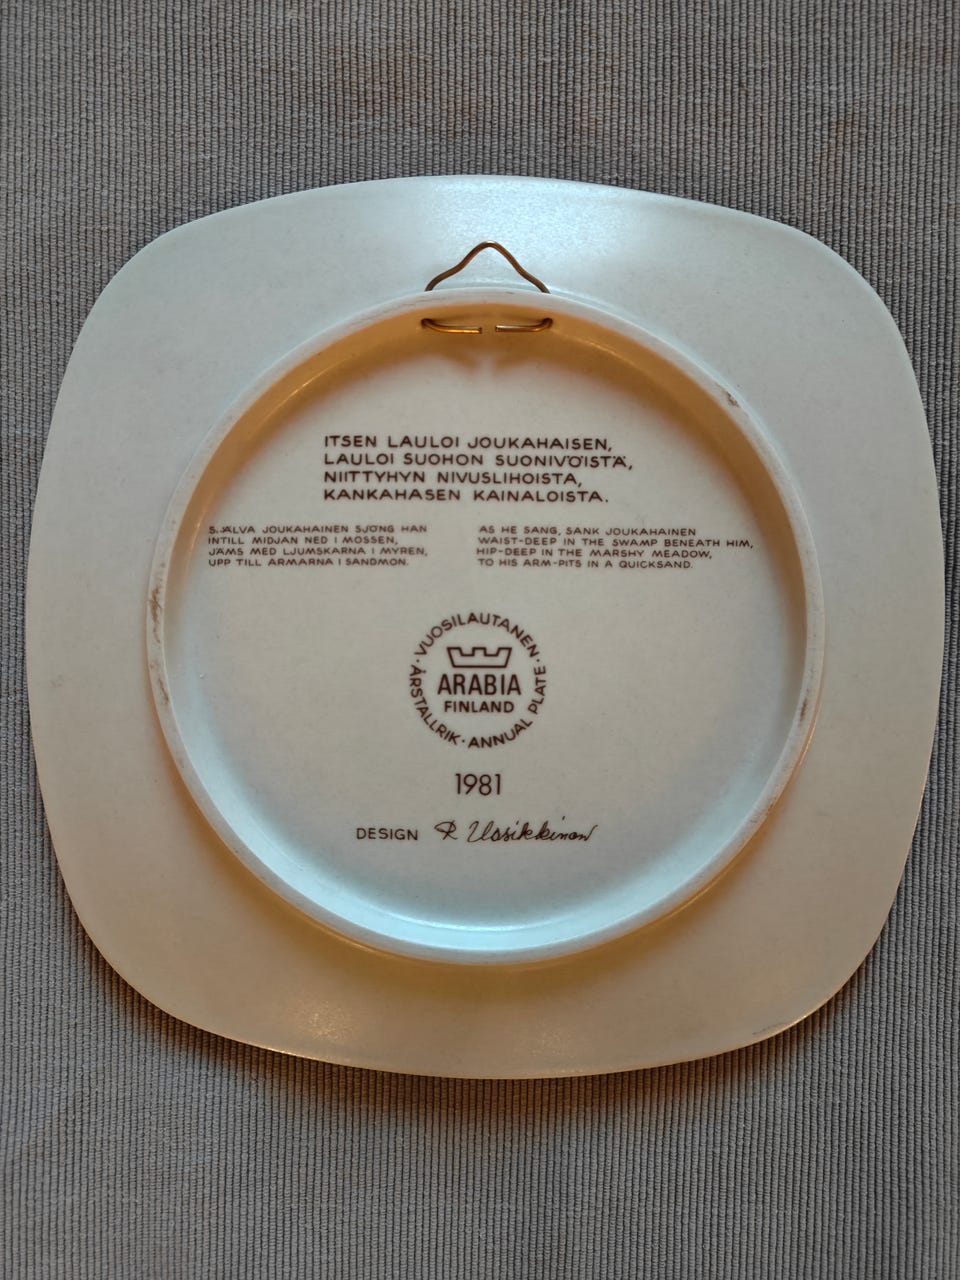 ITSEN LAULOI JOUKAHAISEN,
LAULOI SUOHON SUONIVÖISTÄ,
NIITTYHYN NIVUSLIHOISTA,
KANKAHASEN KAINALOISTA.
SJÄLVA JOUKAHAINEN SJÖNG HAN
INTILL MIDJAN NED I MOSSEN,
JÄMS MED LJUMSKARNA I MYREN,
UPP TILL ARMARNA I SANDMON.
AS HE SANG, SANK JOUKAHAINEN
WAIST-DEEP IN THE SWAMP BENEATH HIM,
HIP-DEEP IN THE MARSHY MEADOW,
TO HIS ARM-PITS IN A QUICKSAND.
· VUOSILAUTANEN · ANNUAL PLATE · ÅRSTALLRIK
ARABIA
FINLAND
1981
DESIGN R Uosikkinen